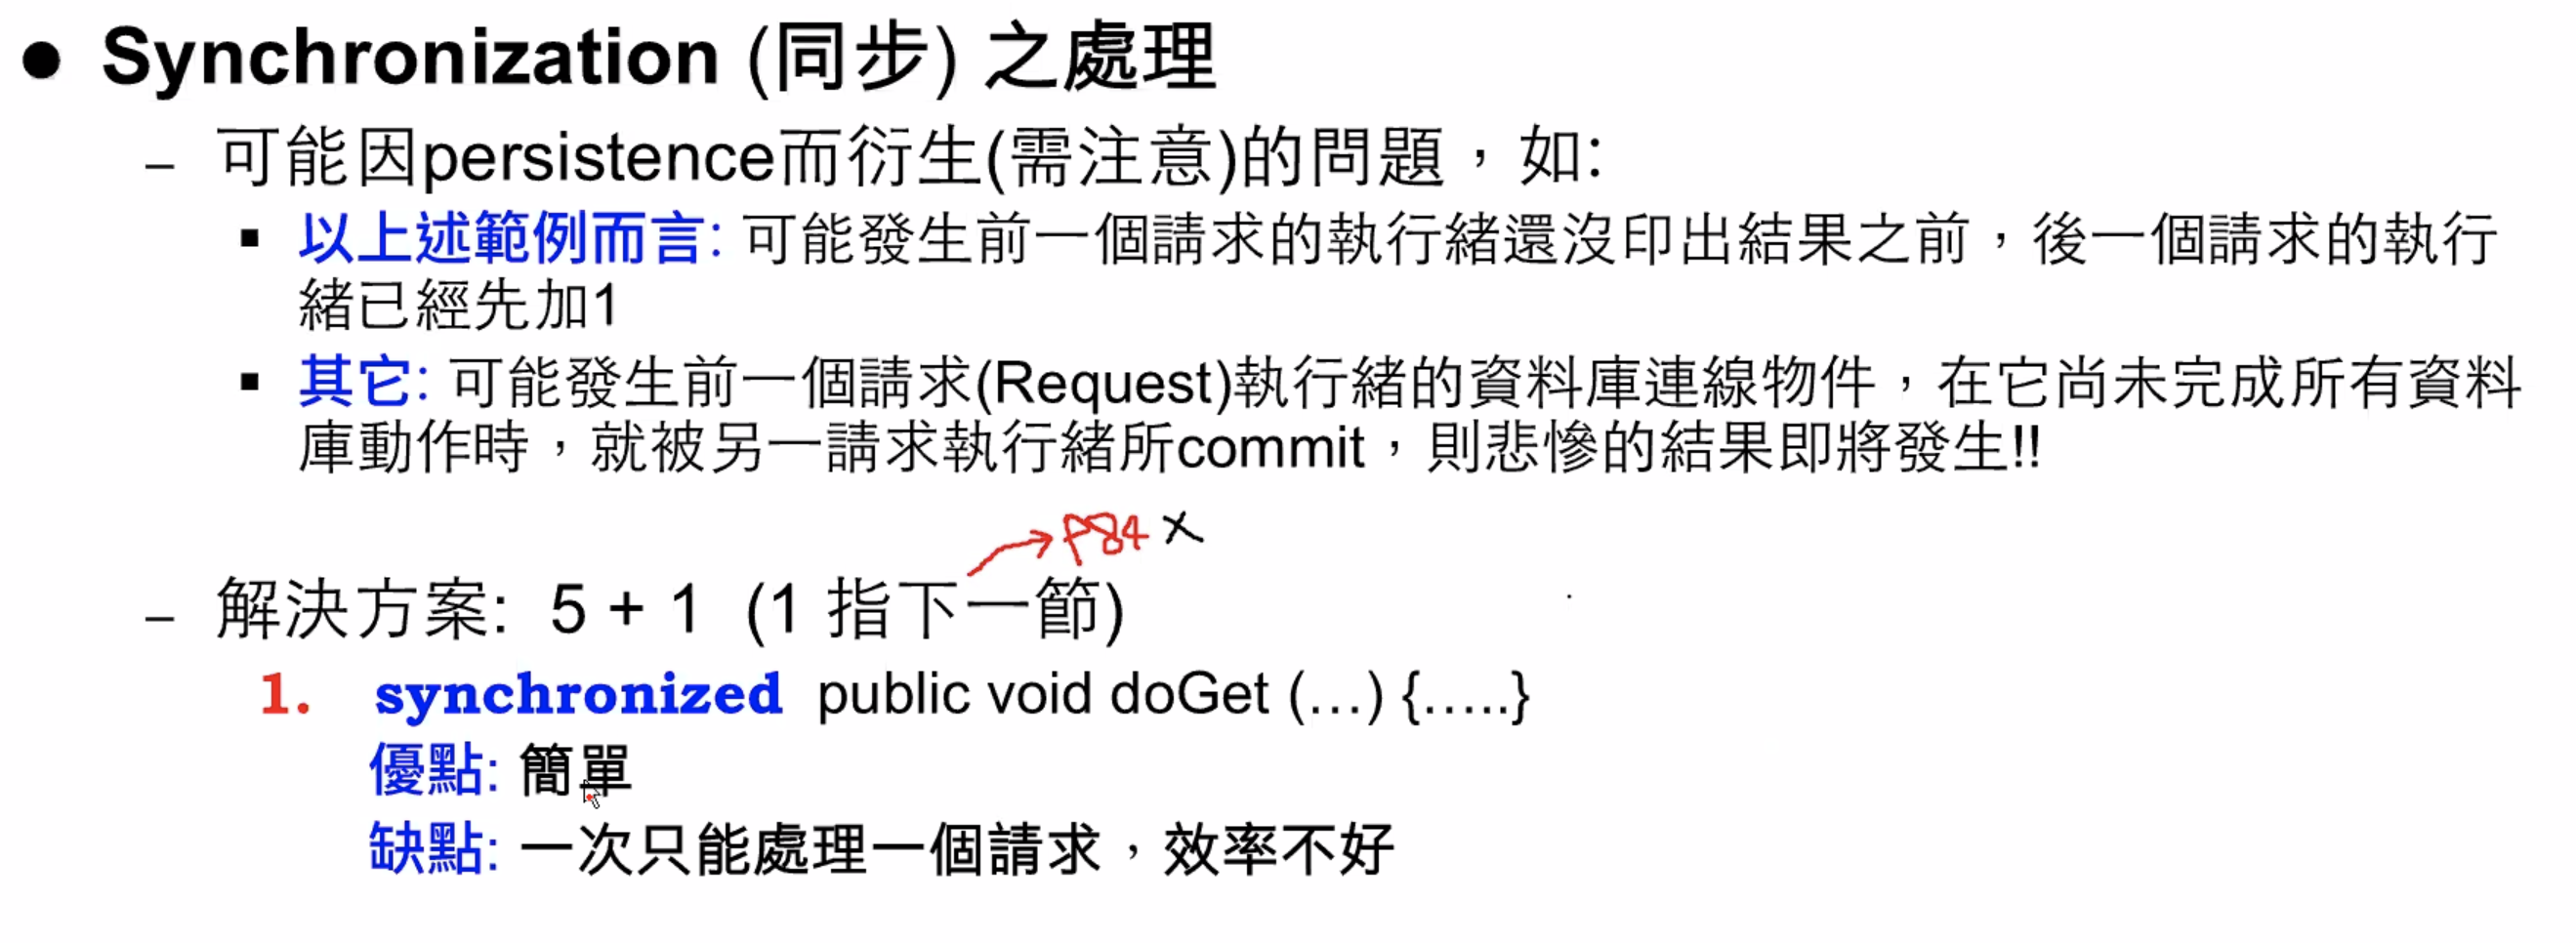 ● Synchronization (同步) 之處理
– 可能因persistence而衍生(需注意)的問題，如:
▪ 以上述範例而言: 可能發生前一個請求的執行緒還沒印出結果之前，後一個請求的執行
緒已經先加1
▪ 其它: 可能發生前一個請求(Request)執行緒的資料庫連線物件，在它尚未完成所有資料
庫動作時，就被另一請求執行緒所commit，則悲慘的結果即將發生!!
→ P84 X
– 解決方案: 5 + 1 (1 指下一節)
1. synchronized public void doGet (…) {…..}
優點: 簡單
缺點: 一次只能處理一個請求，效率不好